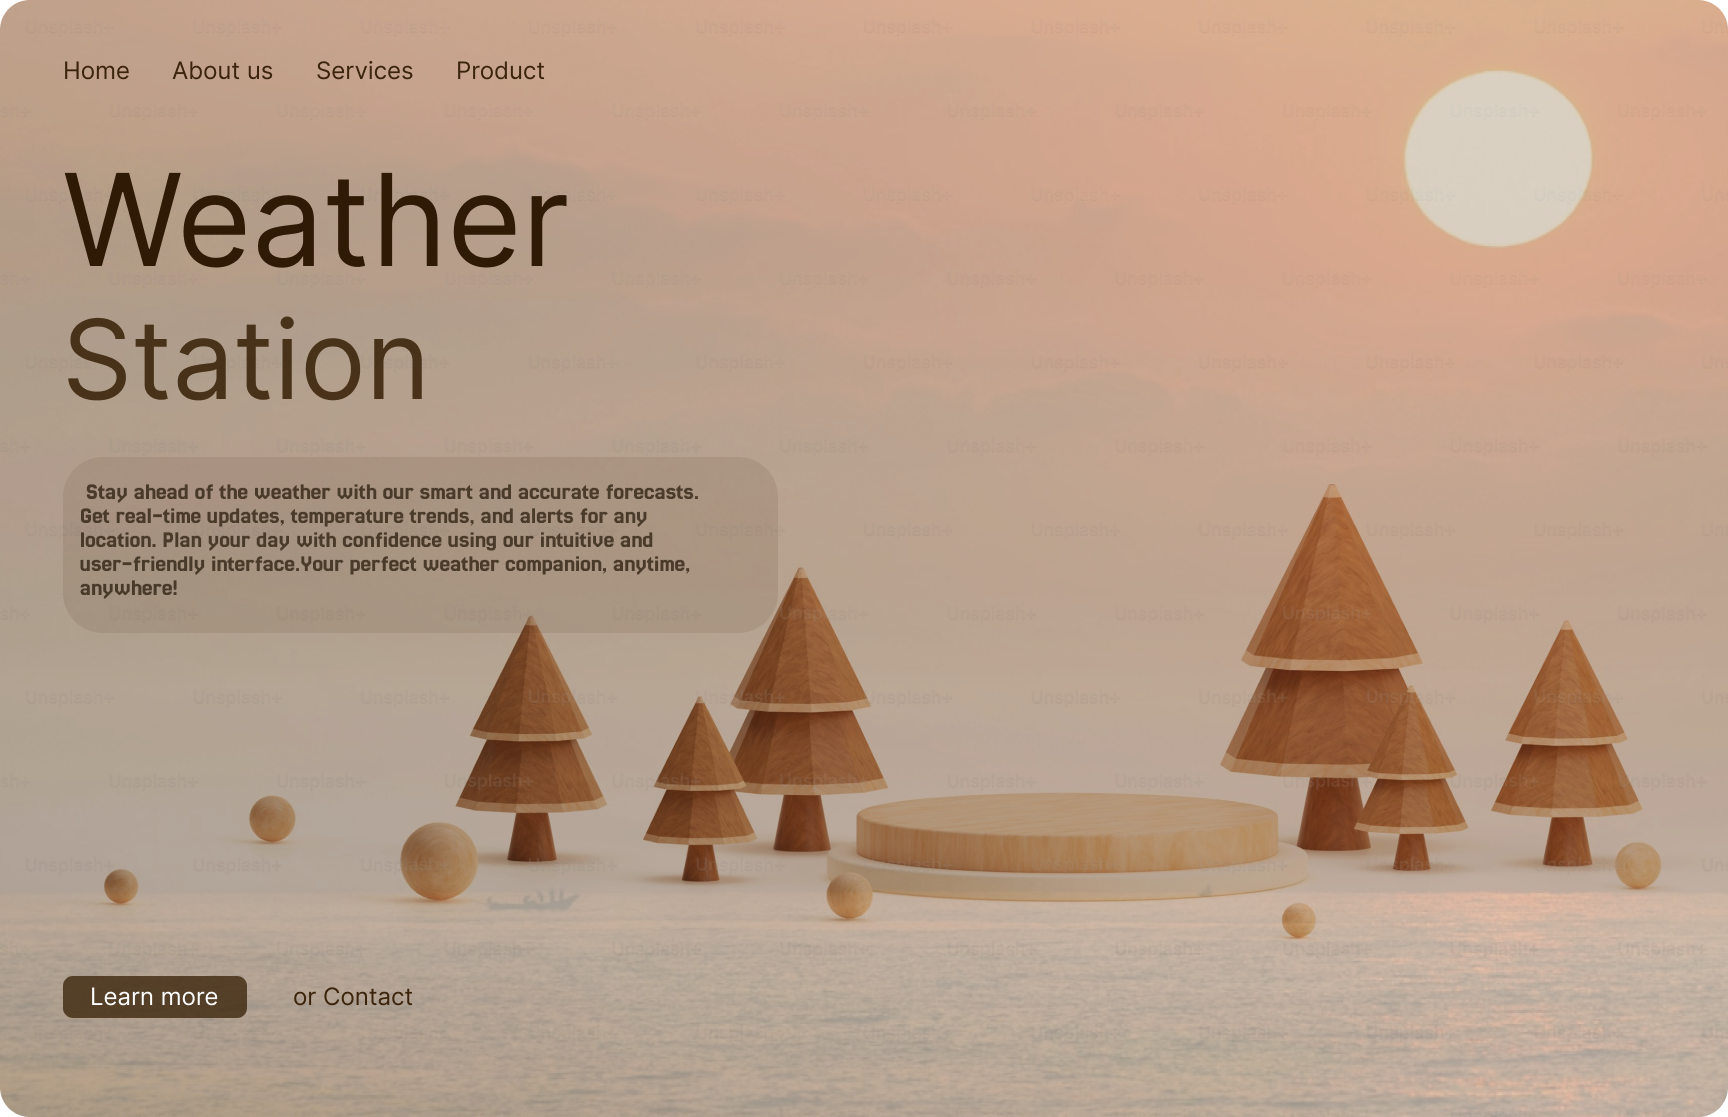 Home About us Services Product
Weather
Station
Stay ahead of the weather with our smart and accurate forecasts.
Get real-time updates, temperature trends, and alerts for any
location. Plan your day with confidence using our intuitive and
user-friendly interface.Your perfect weather companion, anytime,
anywhere!
Learn more or Contact
Unsplash+